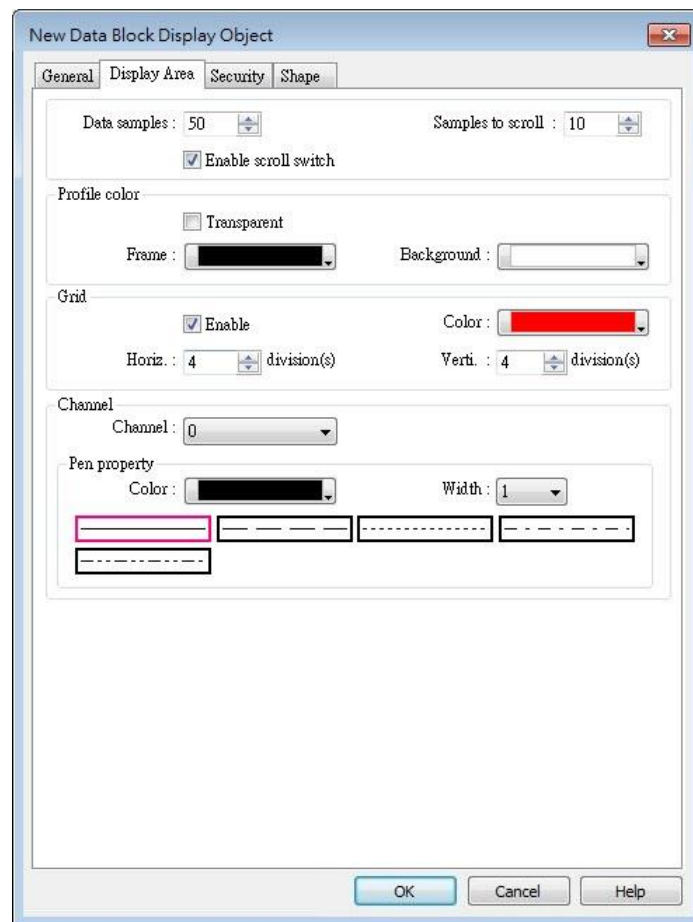 New Data Block Display Object
General Display Area Security Shape
Data samples : 50 Samples to scroll : 10
Enable scroll switch
Profile color
Transparent
Frame : Background :
Grid
Enable Color :
Horiz. : 4 division(s) Verti. : 4 division(s)
Channel
Channel : 0
Pen property
Color : Width : 1
OK Cancel Help